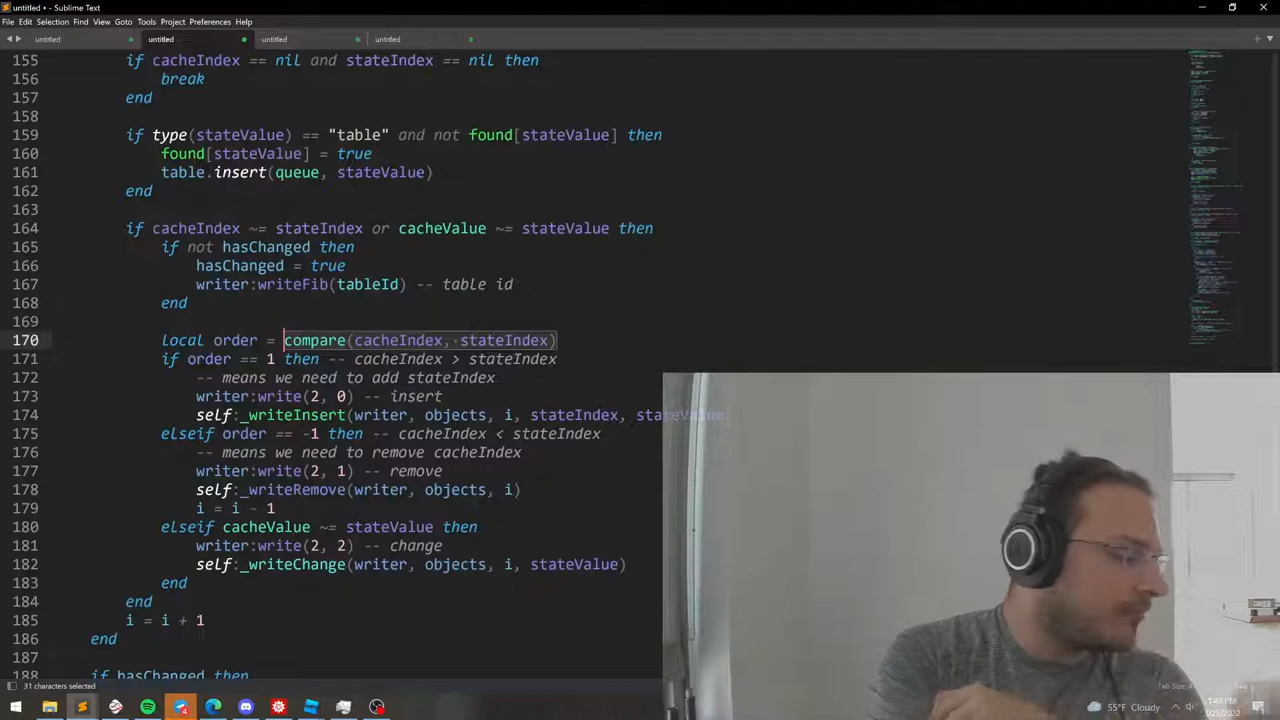 untitled • - Sublime Text
File Edit Selection Find View Goto Tools Project Preferences Help
untitled untitled untitled untitled
155 if cacheIndex == nil and stateIndex == nil then
156 break
157 end
158
159 if type(stateValue) == "table" and not found[stateValue] then
160 found[stateValue] = true
161 table.insert(queue, stateValue)
162 end
163
164 if cacheIndex ~= stateIndex or cacheValue ~= stateValue then
165 if not hasChanged then
166 hasChanged = true
167 writer:writeFib(tableId) -- table id
168 end
169
170 local order = compare(cacheIndex, stateIndex)
171 if order == 1 then -- cacheIndex > stateIndex
172 -- means we need to add stateIndex
173 writer:write(2, 0) -- insert
174 self:_writeInsert(writer, objects, i, stateIndex, stateValue)
175 elseif order == -1 then -- cacheIndex < stateIndex
176 -- means we need to remove cacheIndex
177 writer:write(2, 1) -- remove
178 self:_writeRemove(writer, objects, i)
179 i = i - 1
180 elseif cacheValue ~= stateValue then
181 writer:write(2, 2) -- change
182 self:_writeChange(writer, objects, i, stateValue)
183 end
184 end
185 i = i + 1
186 end
187
188 if hasChanged then
31 characters selected
Tab Size
55°F Cloudy